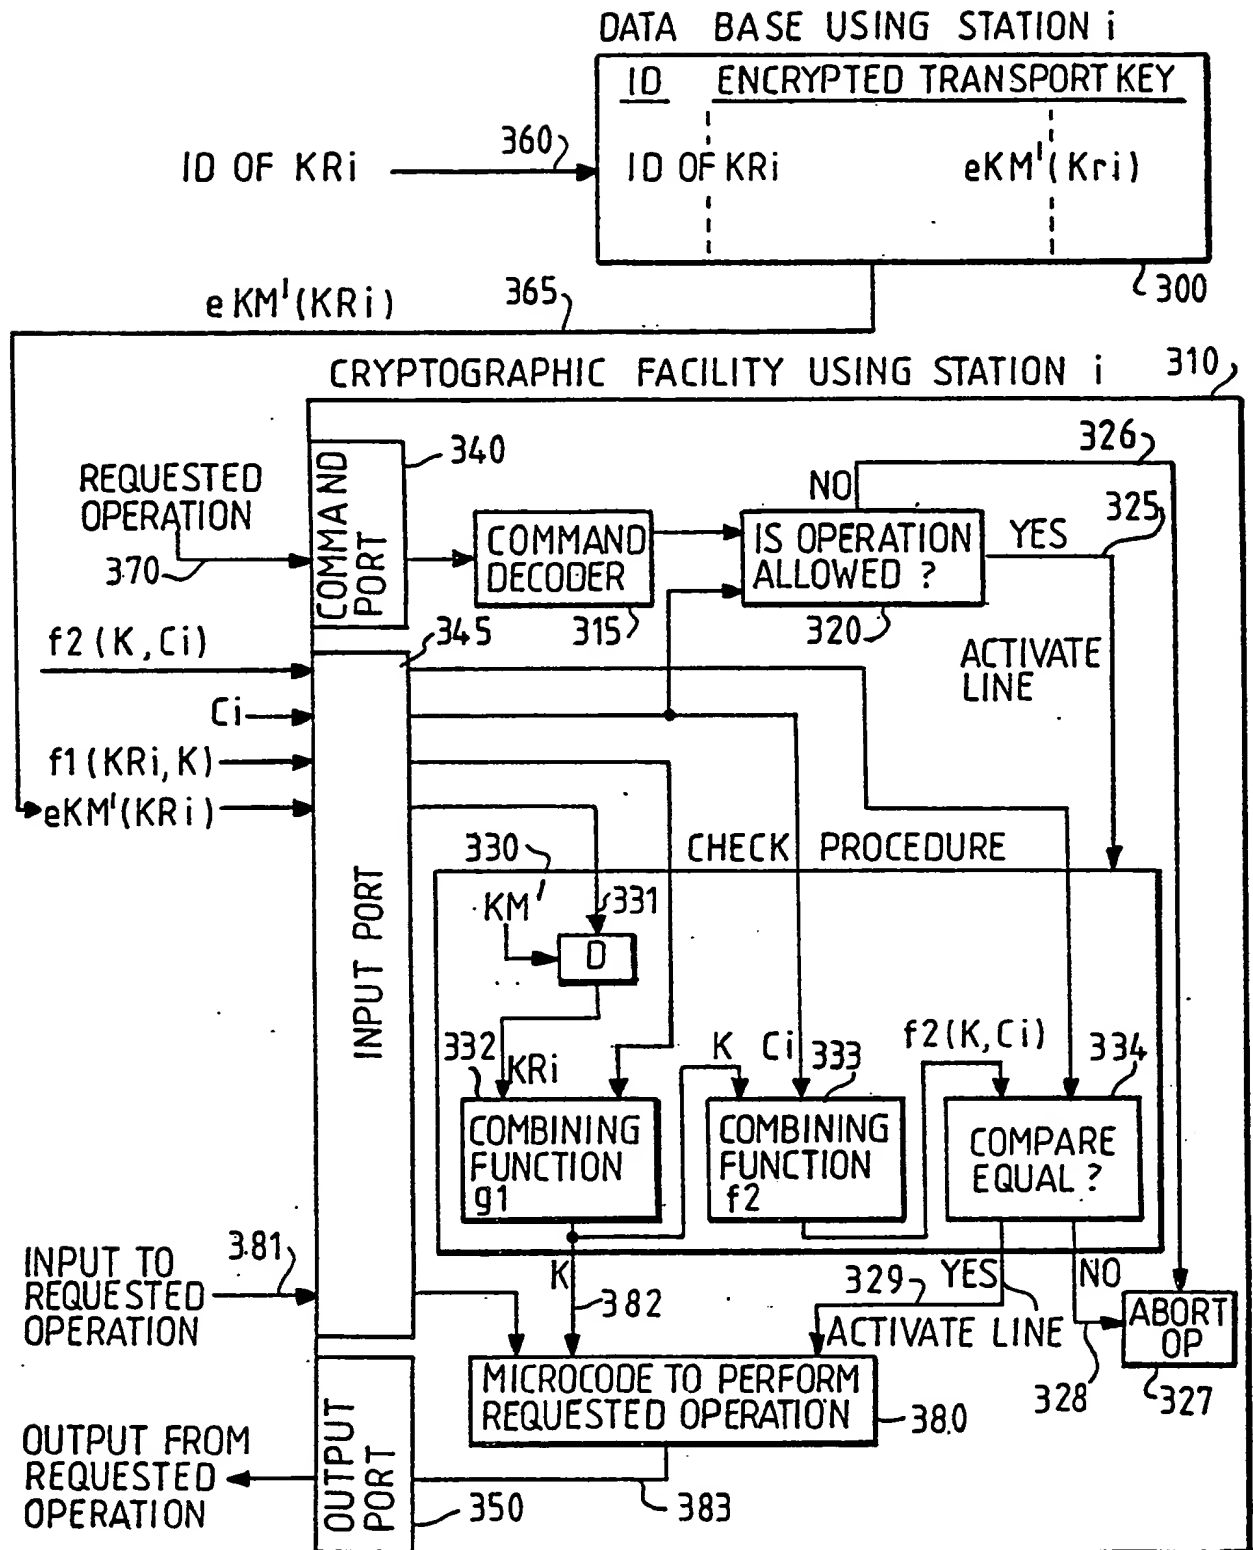 DATA BASE USING STATION i
ID ENCRYPTED TRANSPORT KEY
360
ID OF KRi
ID OF KRi eKM'(Kri)
eKM'(KRi)
365
300
CRYPTOGRAPHIC FACILITY USING STATION i
310
326
340
REQUESTED
OPERATION
370
COMMAND
PORT
COMMAND
DECODER
315
NO
IS OPERATION
ALLOWED ?
320
YES
325
ACTIVATE
LINE
f2(K,Ci)
345
Ci
f1(KRi,K)
eKM'(KRi)
INPUT PORT
330
CHECK PROCEDURE
KM'
331
D
332
KRi
K
Ci
333
f2(K,Ci)
334
COMBINING
FUNCTION
g1
COMBINING
FUNCTION
f2
COMPARE
EQUAL ?
INPUT TO
REQUESTED
OPERATION
381
K
382
329
YES
NO
ACTIVATE LINE
328
ABORT
OP
327
MICROCODE TO PERFORM
REQUESTED OPERATION
380
OUTPUT FROM
REQUESTED
OPERATION
OUTPUT
PORT
350
383